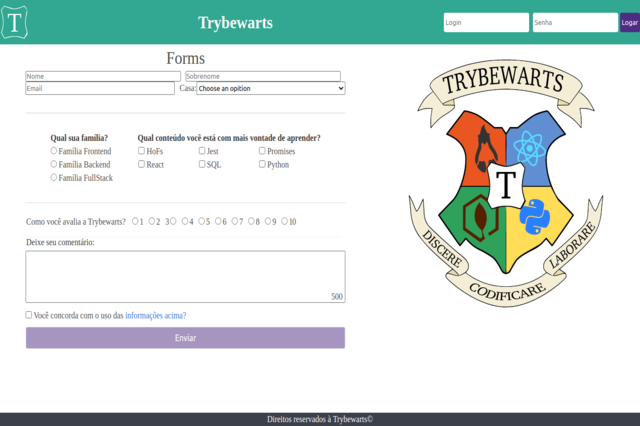 T
Trybewarts
Login
Senha
Logar
Forms
Nome
Sobrenome
Email
Casa:
Choose an opition
Qual sua família?
Família Frontend
Família Backend
Família FullStack
Qual conteúdo você está com mais vontade de aprender?
HoFs
Jest
Promises
React
SQL
Python
Como você avalia a Trybewarts? 1 2 3 4 5 6 7 8 9 10
Deixe seu comentário:
500
Você concorda com o uso das informações acima?
Enviar
TRYBEWARTS
T
DISCERE
CODIFICARE
LABORARE
Direitos reservados à Trybewarts©